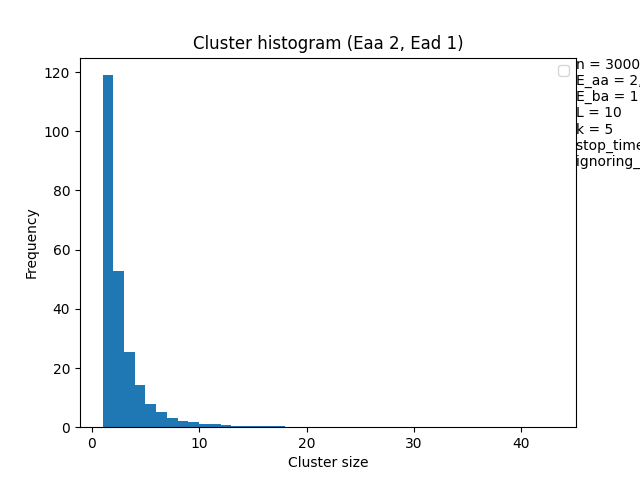 Cluster histogram (Eaa 2, Ead 1)
n = 3000
E_aa = 2,
E_ba = 1
L = 10
k = 5
stop_time
ignoring_
Frequency
120
100
80
60
40
20
0
0 10 20 30 40
Cluster size